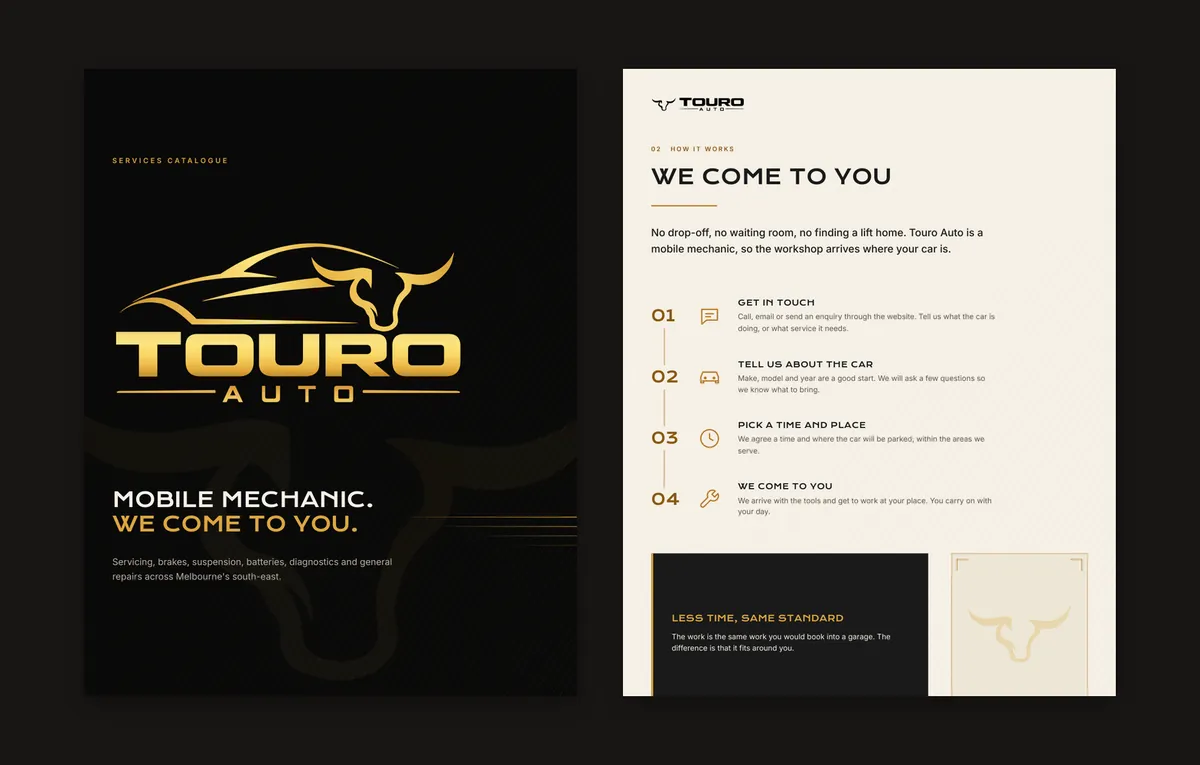 SERVICES CATALOGUE
TOURO
AUTO
MOBILE MECHANIC.
WE COME TO YOU.
Servicing, brakes, suspension, batteries, diagnostics and general
repairs across Melbourne's south-east.
TOURO
AUTO
02 HOW IT WORKS
WE COME TO YOU
No drop-off, no waiting room, no finding a lift home. Touro Auto is a
mobile mechanic, so the workshop arrives where your car is.
01
GET IN TOUCH
Call, email or send an enquiry through the website. Tell us what the car is
doing, or what service it needs.
02
TELL US ABOUT THE CAR
Make, model and year are a good start. We will ask a few questions so
we know what to bring.
03
PICK A TIME AND PLACE
We agree a time and where the car will be parked, within the areas we
serve.
04
WE COME TO YOU
We arrive with the tools and get to work at your place. You carry on with
your day.
LESS TIME, SAME STANDARD
The work is the same work you would book into a garage. The
difference is that it fits around you.